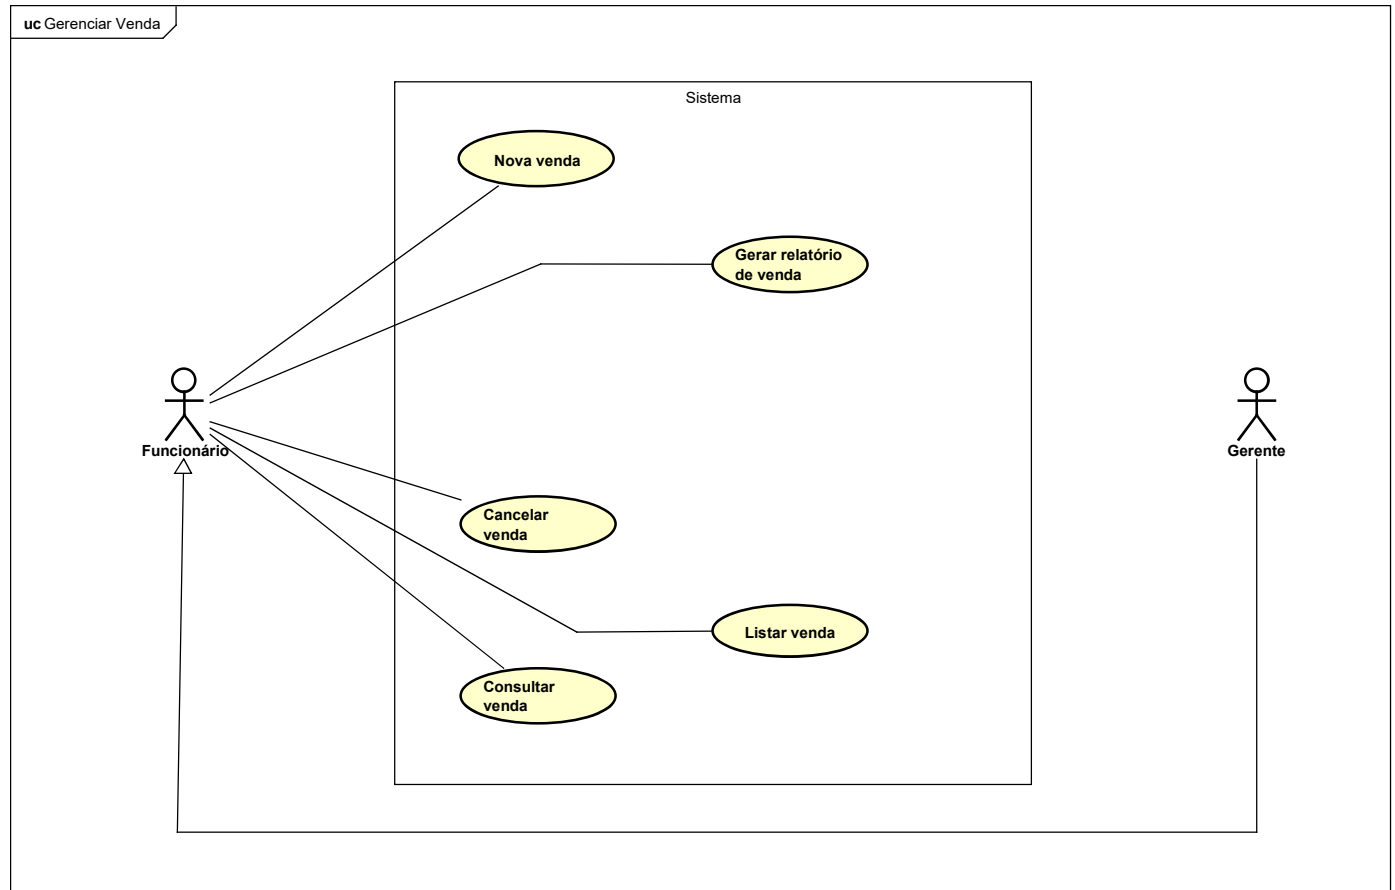 uc Gerenciar Venda
Sistema
Nova venda
Gerar relatório
de venda
Funcionário
Gerente
Cancelar
venda
Listar venda
Consultar
venda